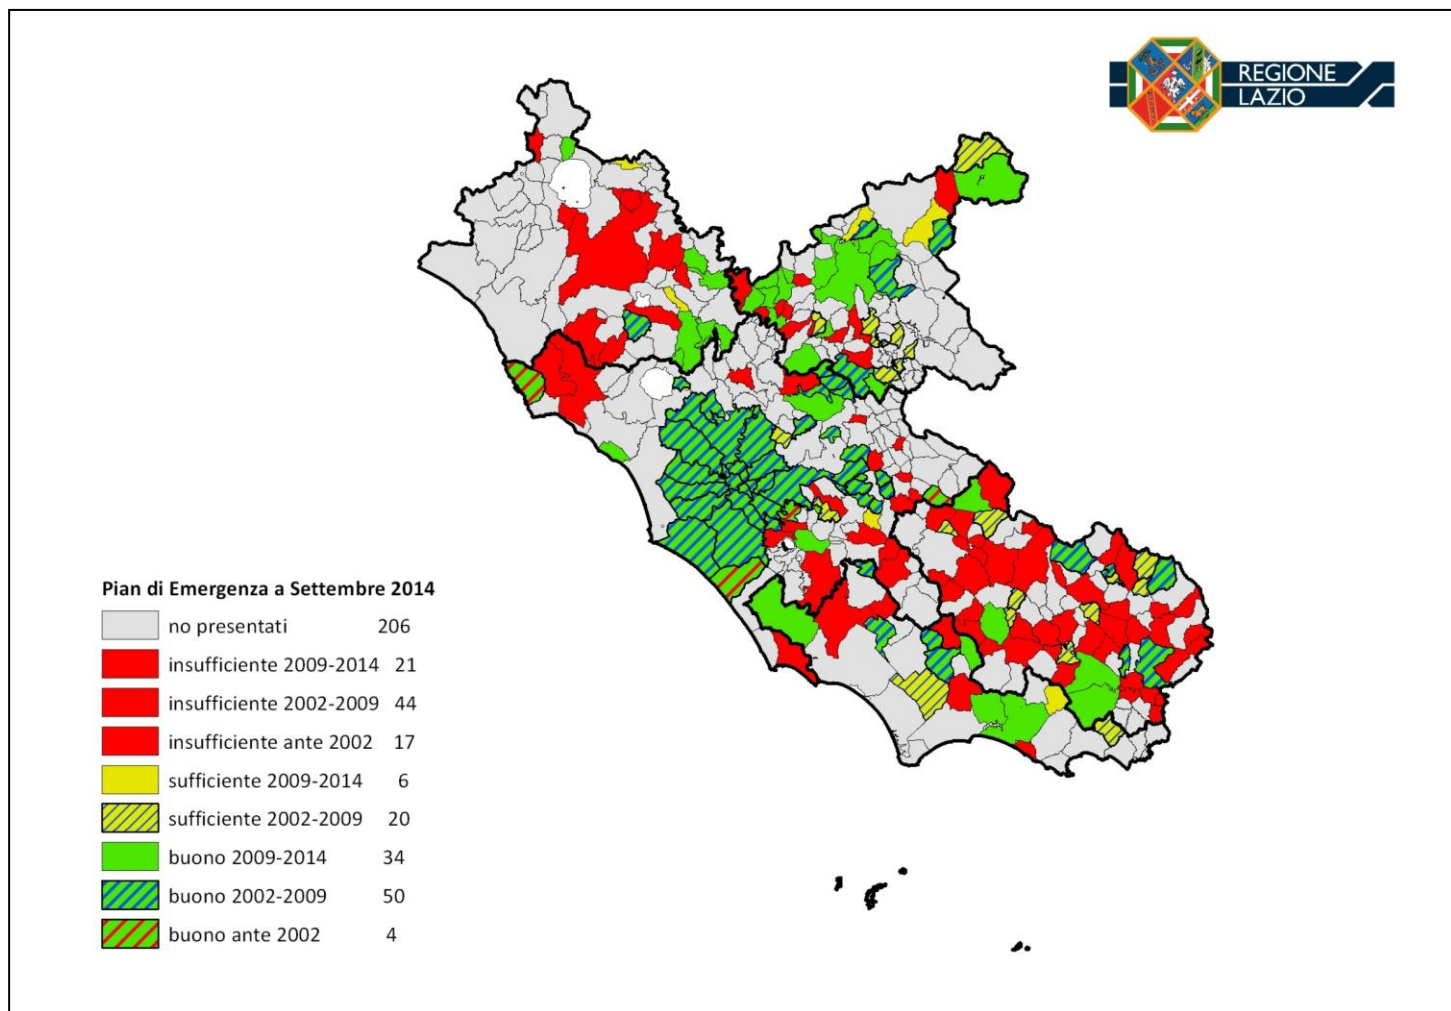 REGIONE
LAZIO
Pian di Emergenza a Settembre 2014
no presentati 206
insufficiente 2009-2014 21
insufficiente 2002-2009 44
insufficiente ante 2002 17
sufficiente 2009-2014 6
sufficiente 2002-2009 20
buono 2009-2014 34
buono 2002-2009 50
buono ante 2002 4